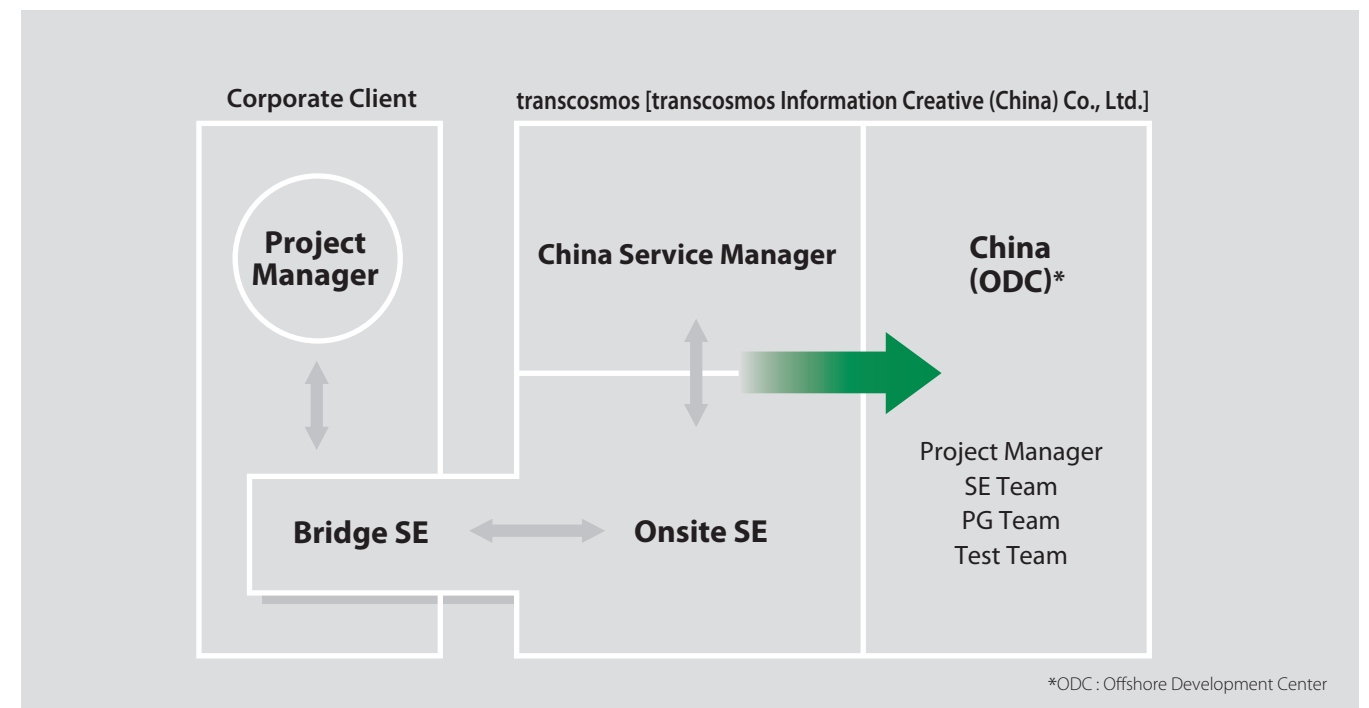 Corporate Client
transcosmos [transcosmos Information Creative (China) Co., Ltd.]
Project
Manager
China Service Manager
China
(ODC)*
Bridge SE
Onsite SE
Project Manager
SE Team
PG Team
Test Team
*ODC : Offshore Development Center